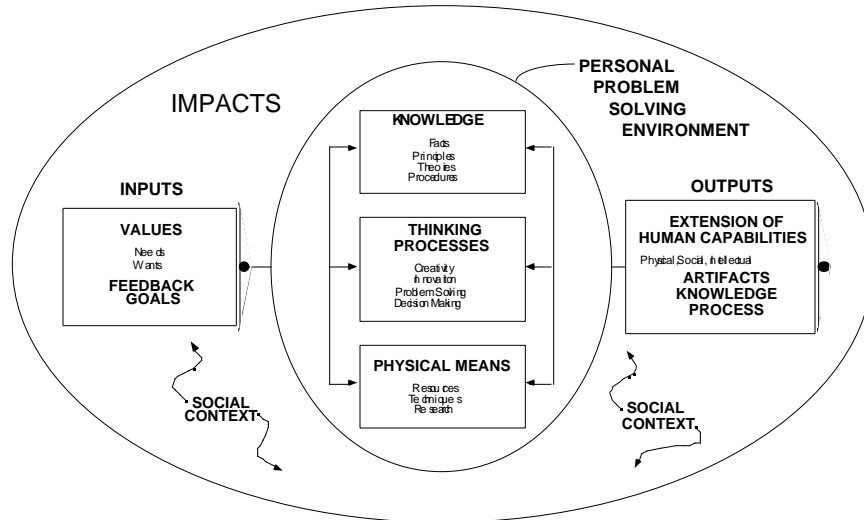 IMPACTS
PERSONAL
PROBLEM
SOLVING
ENVIRONMENT
INPUTS
VALUES
Needs
Wants
FEEDBACK
GOALS
KNOWLEDGE
Facts
Principles
Theories
Procedures
THINKING
PROCESSES
Creativity
Innovation
Problem Solving
Decision Making
PHYSICAL MEANS
Resources
Techniques
Research
OUTPUTS
EXTENSION OF
HUMAN CAPABILITIES
Physical, Social, Intellectual
ARTIFACTS
KNOWLEDGE
PROCESS
SOCIAL
CONTEXT
SOCIAL
CONTEXT